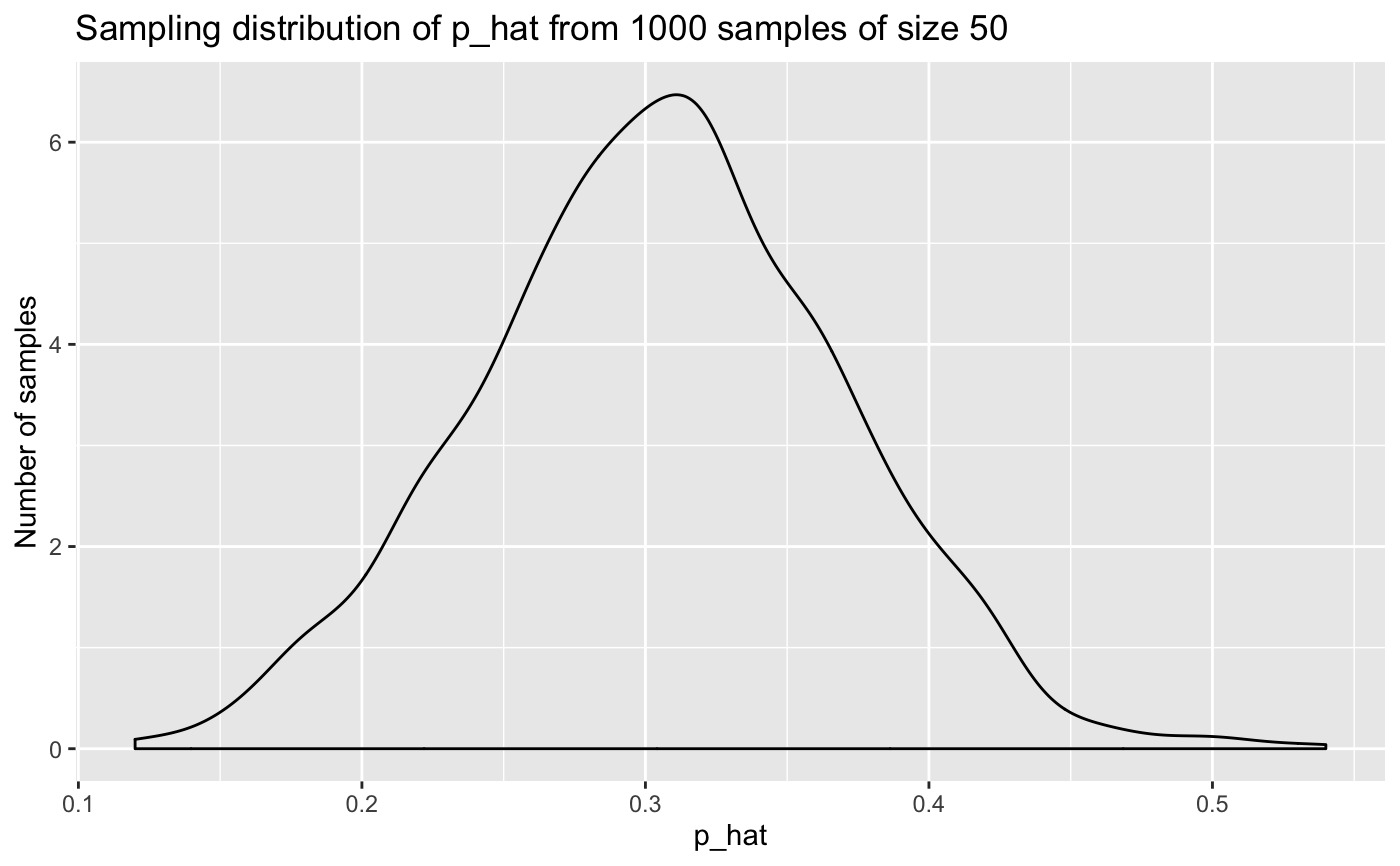 Sampling distribution of p_hat from 1000 samples of size 50
Number of samples
6
4
2
0
0.1 0.2 0.3 0.4 0.5
p_hat